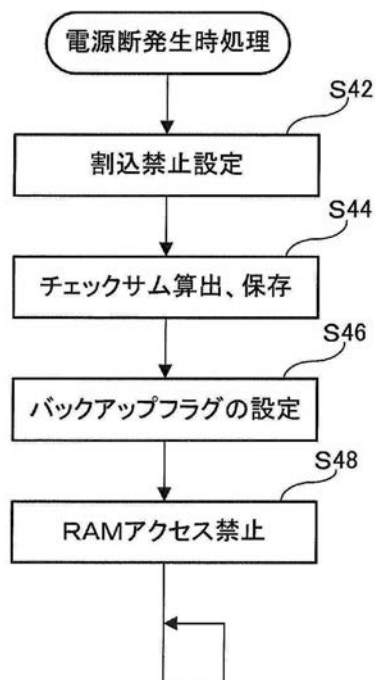 電源断発生時処理
S42
割込禁止設定
S44
チェックサム算出、保存
S46
バックアップフラグの設定
S48
RAMアクセス禁止